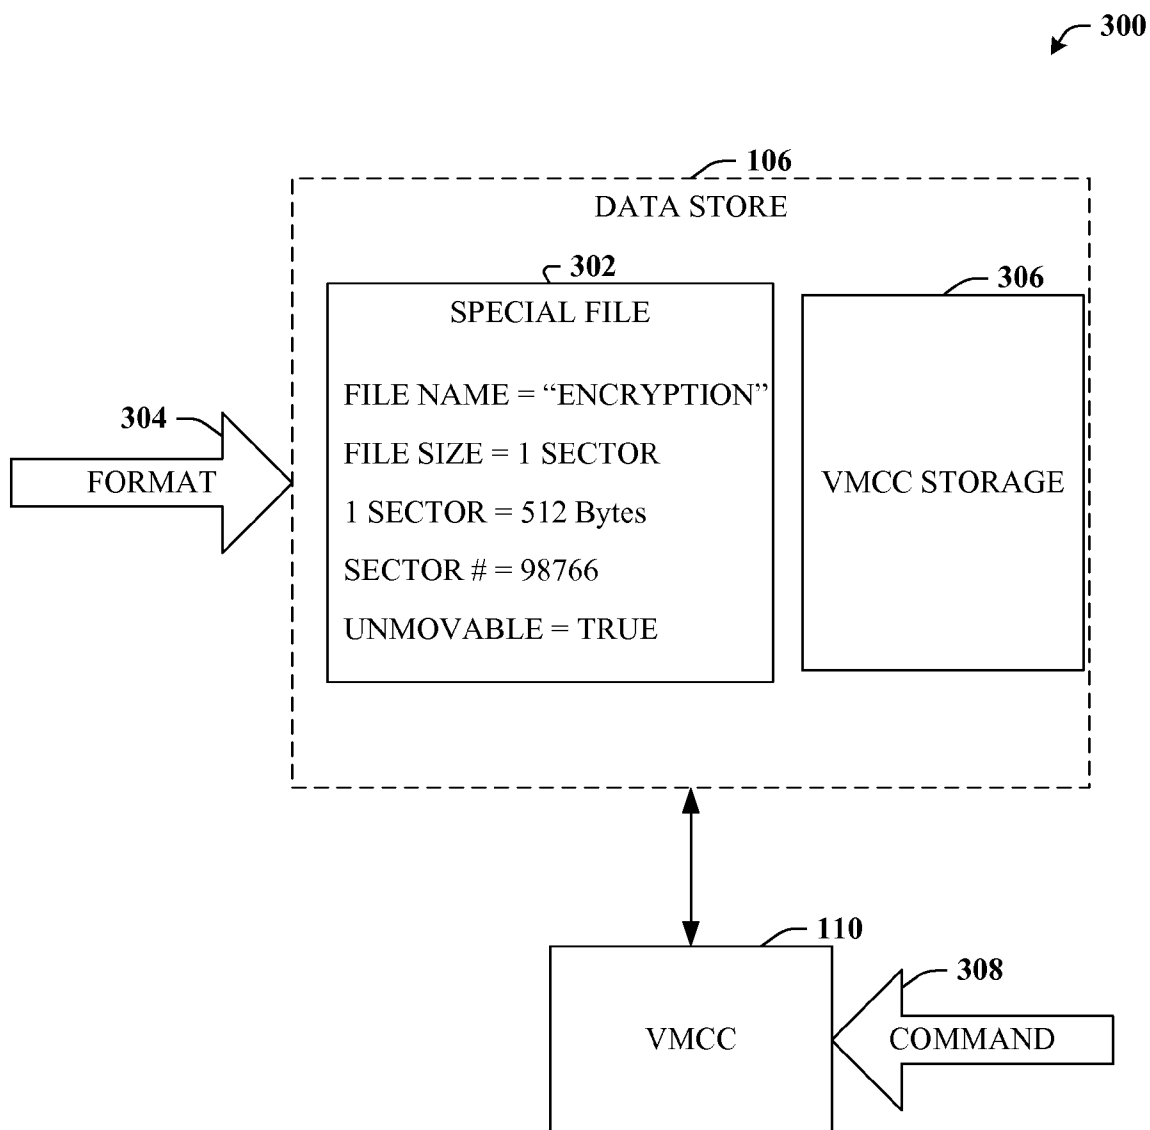 300
106
DATA STORE
302
306
SPECIAL FILE
FILE NAME = “ENCRYPTION”
304
FILE SIZE = 1 SECTOR
FORMAT
VMCC STORAGE
1 SECTOR = 512 Bytes
SECTOR # = 98766
UNMOVABLE = TRUE
110
308
VMCC
COMMAND